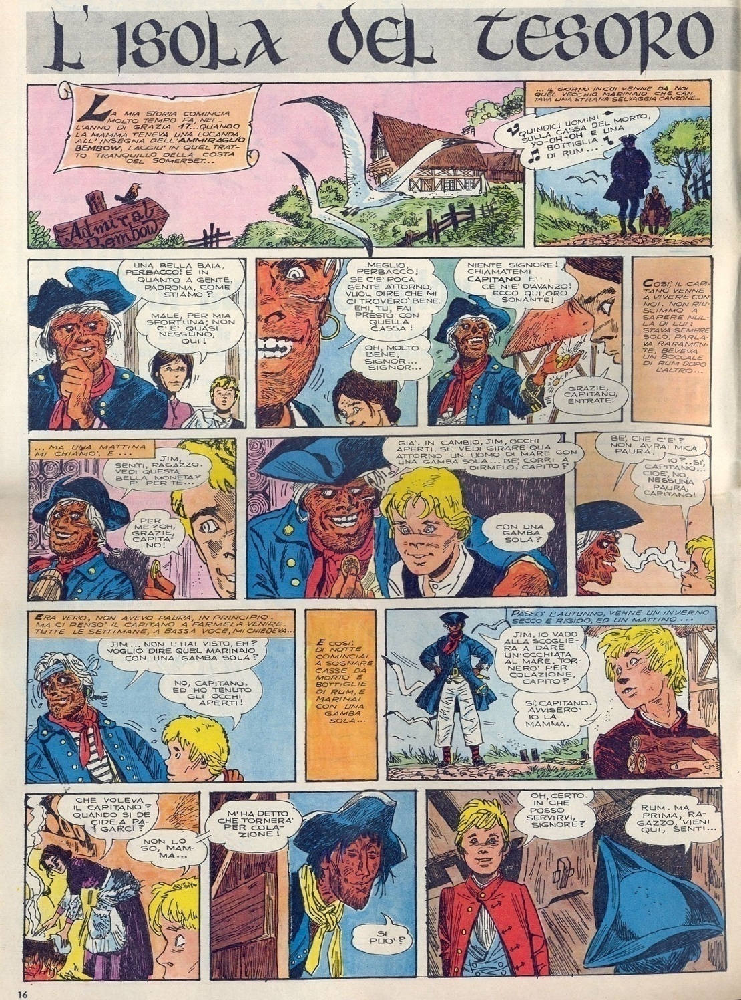 L'ISOLA DEL TESORO
LA MIA STORIA COMINCIA
MOLTO TEMPO FA, NEL...
L'ANNO DI GRAZIA 17...QUANDO
LA MAMMA TENEVA UNA LOCANDA,
ALL'INSEGNA DELL'AMMIRAGLIO
BEMBOW, LAGGIU' IN QUEL TRAT-
TO TRANQUILLO DELLA COSTA
DEL SOMERSET...
Admiral
Bembow
... IL GIORNO IN CUI VENNE DA NOI
QUEL VECCHIO MARINAIO CHE CAN-
TAVA UNA STRANA SELVAGGIA CANZONE...
QUINDICI UOMINI
SULLA CASSA DEL MORTO,
YO-OH-OH E UNA
BOTTIGLIA
DI RUM...
UNA BELLA BAIA,
PERBACCO! E IN
QUANTO A GENTE,
PADRONA, COME
STIAMO?
MALE, PER MIA
SFORTUNA; NON
C'E' QUASI
NESSUNO,
QUI!
MEGLIO,
PERBACCO!
SE C'E' POCA
GENTE ATTORNO,
VUOL DIRE CHE MI
CI TROVERO' BENE.
EHI, TU, FAI
PRESTO CON
QUELLA
CASSA!
OH, MOLTO
BENE,
SIGNOR...
SIGNOR...
NIENTE SIGNORE!
CHIAMATEMI
CAPITANO E
CE N'E' D'AVANZO!
ECCO QUI, ORO
SONANTE!
GRAZIE,
CAPITANO,
ENTRATE.
COSI', IL CAPI-
TANO VENNE
A VIVERE CON
NOI. NON RIU-
SCIMMO A
SAPERE NUL-
LA DI LUI:
STAVA SEMPRE
SOLO, PARLA-
VA RARAMEN-
TE, BEVEVA
UN BOCCALE
DI RUM DOPO
L'ALTRO...
... MA UNA MATTINA
MI CHIAMO', E ...
JIM,
SENTI, RAGAZZO.
VEDI QUESTA
BELLA MONETA?
E' PER TE...
PER
ME? OH,
GRAZIE,
CAPITA-
NO!
GIA'. IN CAMBIO, JIM, OCCHI
APERTI. SE VEDI GIRARE QUA
ATTORNO UN UOMO DI MARE CON
UNA GAMBA SOLA... BE', CORRI A
DIRMELO, CAPITO?
CON UNA
GAMBA
SOLA?
BE', CHE C'E'?
NON AVRAI MICA
PAURA!
IO?..SI',
CAPITANO...
CIOE', NO,
NESSUNA
PAURA,
CAPITANO!
ERA VERO, NON AVEVO PAURA, IN PRINCIPIO.
MA CI PENSO' IL CAPITANO A FARMELA VENIRE.
TUTTE LE SETTIMANE, A BASSA VOCE, MI CHIEDEVA...
JIM... NON L'HAI VISTO, EH?
VOGLIO DIRE QUEL MARINAIO
CON UNA GAMBA SOLA?
NO, CAPITANO.
ED HO TENUTO
GLI OCCHI
APERTI!
E COSI',
DI NOTTE
COMINCIAI
A SOGNARE
CASSE DA
MORTO E
BOTTIGLIE
DI RUM, E
MARINAI
CON UNA
GAMBA
SOLA...
PASSO' L'AUTUNNO, VENNE UN INVERNO
SECCO E RIGIDO, ED UN MATTINO ...
JIM, IO VADO
ALLA SCOGLIE-
RA A DARE
UN'OCCHIATA
AL MARE. TOR-
NERO' PER
COLAZIONE,
CAPITO?
SI', CAPITANO.
AVVISERO'
IO LA
MAMMA.
CHE VOLEVA
IL CAPITANO?
QUANDO SI DE
CIDE A PA-
GARCI?
NON LO
SO, MAM-
MA...
M'HA DETTO
CHE TORNERA'
PER COLA-
ZIONE!
SI
PUO'?
OH, CERTO.
IN CHE
POSSO
SERVIRVI,
SIGNORE?
RUM. MA
PRIMA, RA-
GAZZO, VIENI
QUI, SENTI...
16